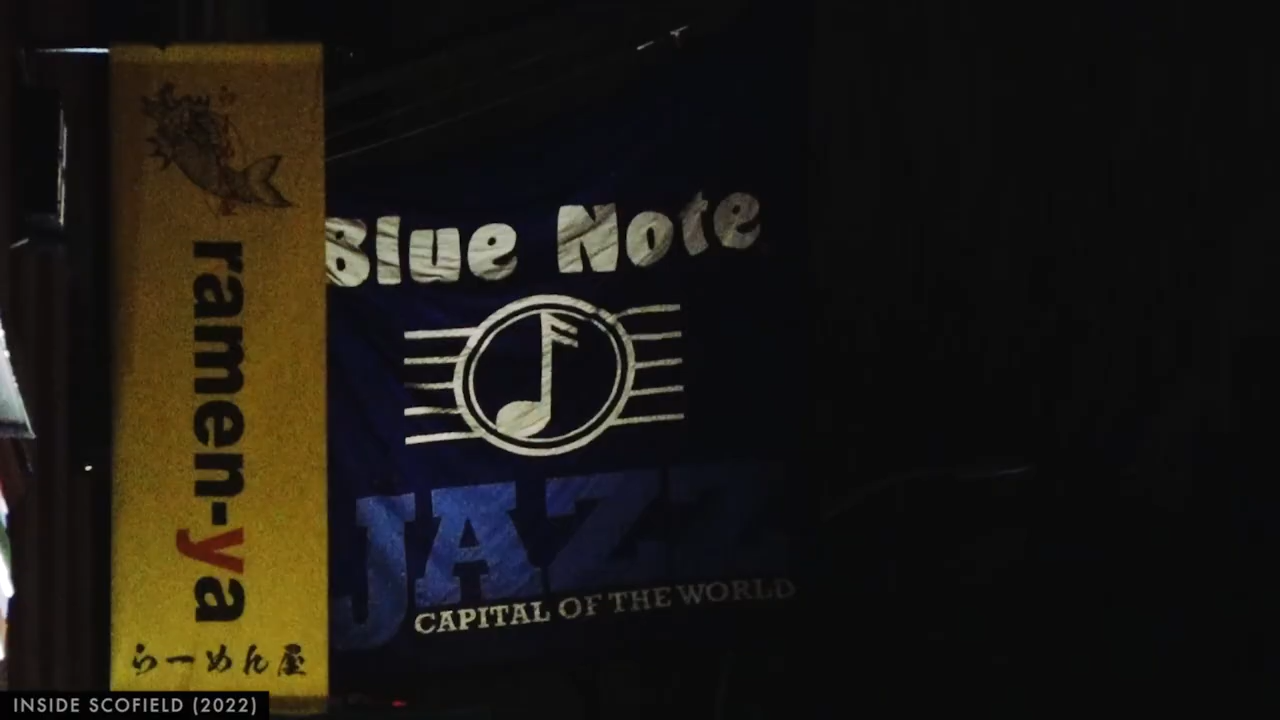 ramen-ya
らーめん屋
Blue Note
JAZZ
CAPITAL OF THE WORLD
INSIDE SCOFIELD (2022)